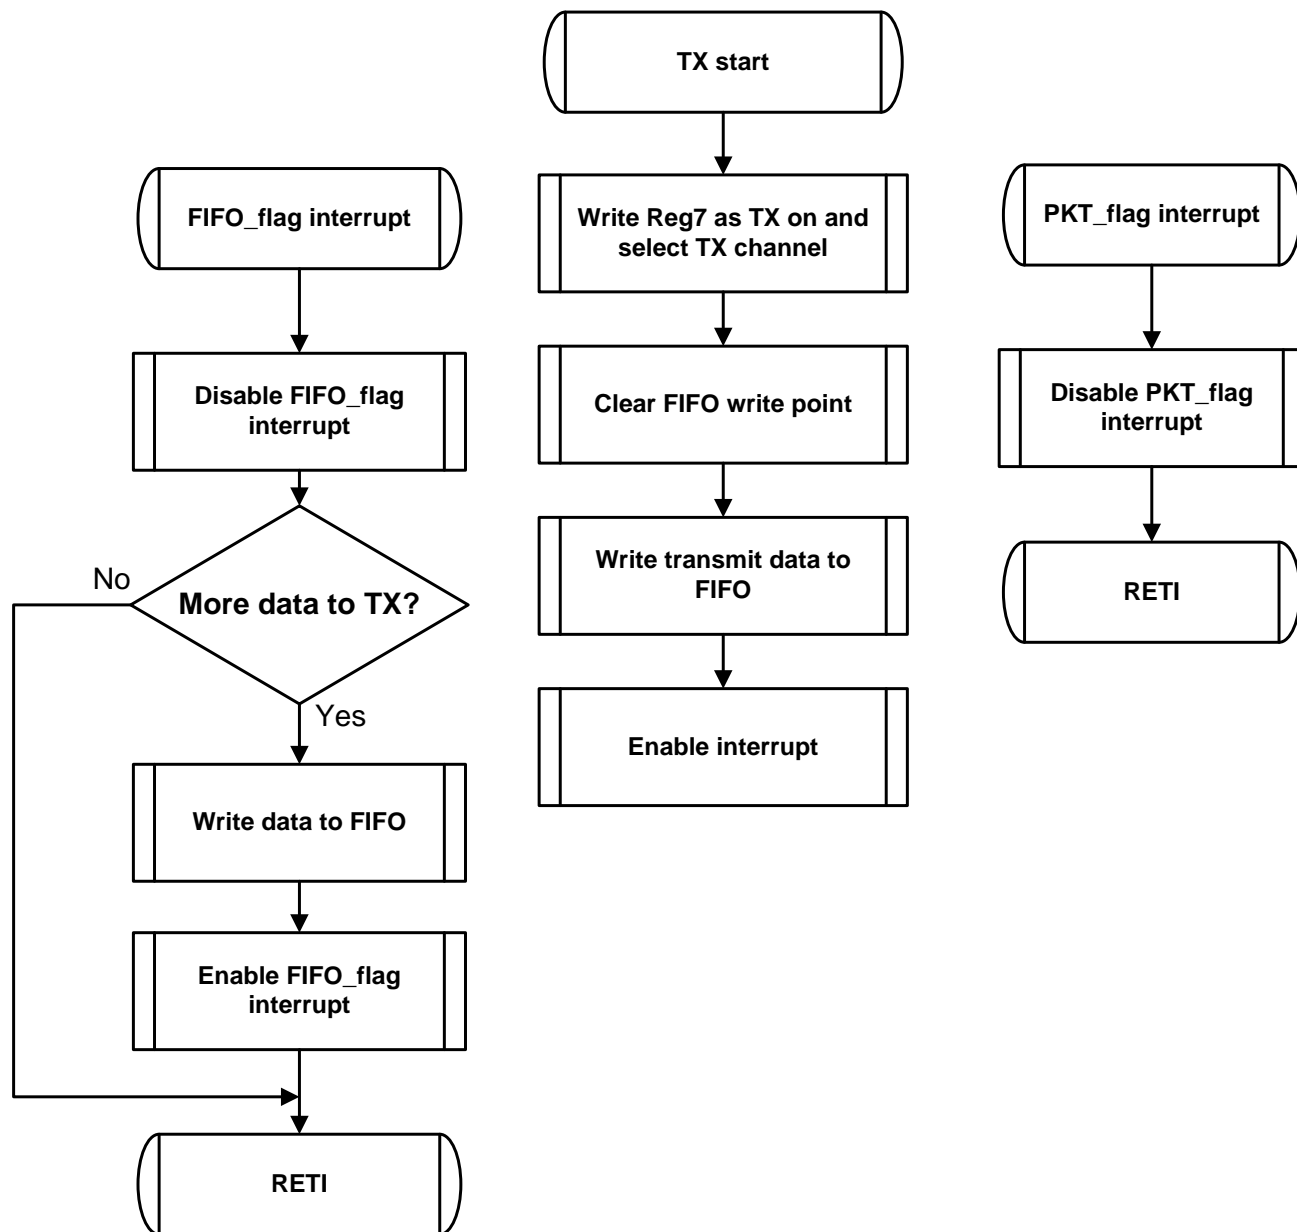 TX start
Write Reg7 as TX on and
select TX channel
Clear FIFO write point
Write transmit data to
FIFO
Enable interrupt
FIFO_flag interrupt
Disable FIFO_flag
interrupt
More data to TX?
No
Yes
Write data to FIFO
Enable FIFO_flag
interrupt
RETI
PKT_flag interrupt
Disable PKT_flag
interrupt
RETI